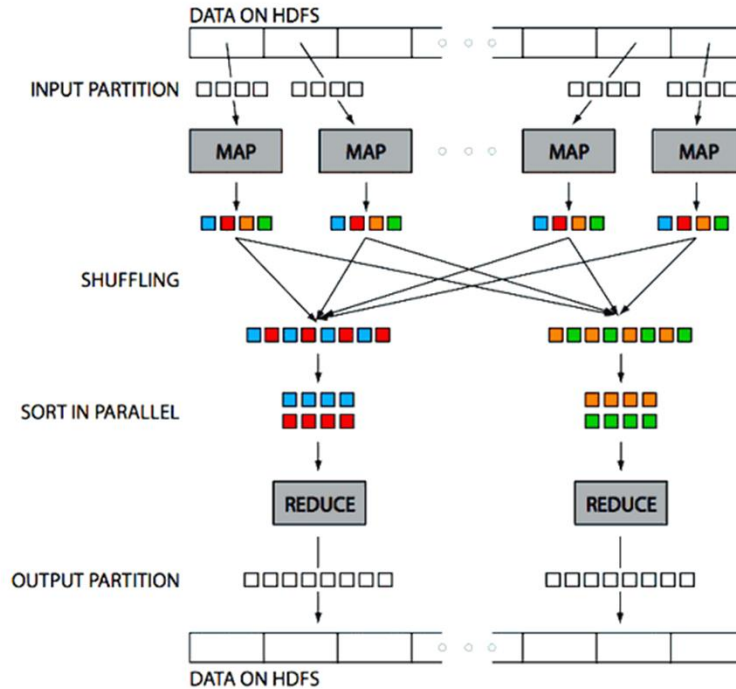 DATA ON HDFS
INPUT PARTITION
MAP MAP MAP MAP
SHUFFLING
SORT IN PARALLEL
REDUCE REDUCE
OUTPUT PARTITION
DATA ON HDFS